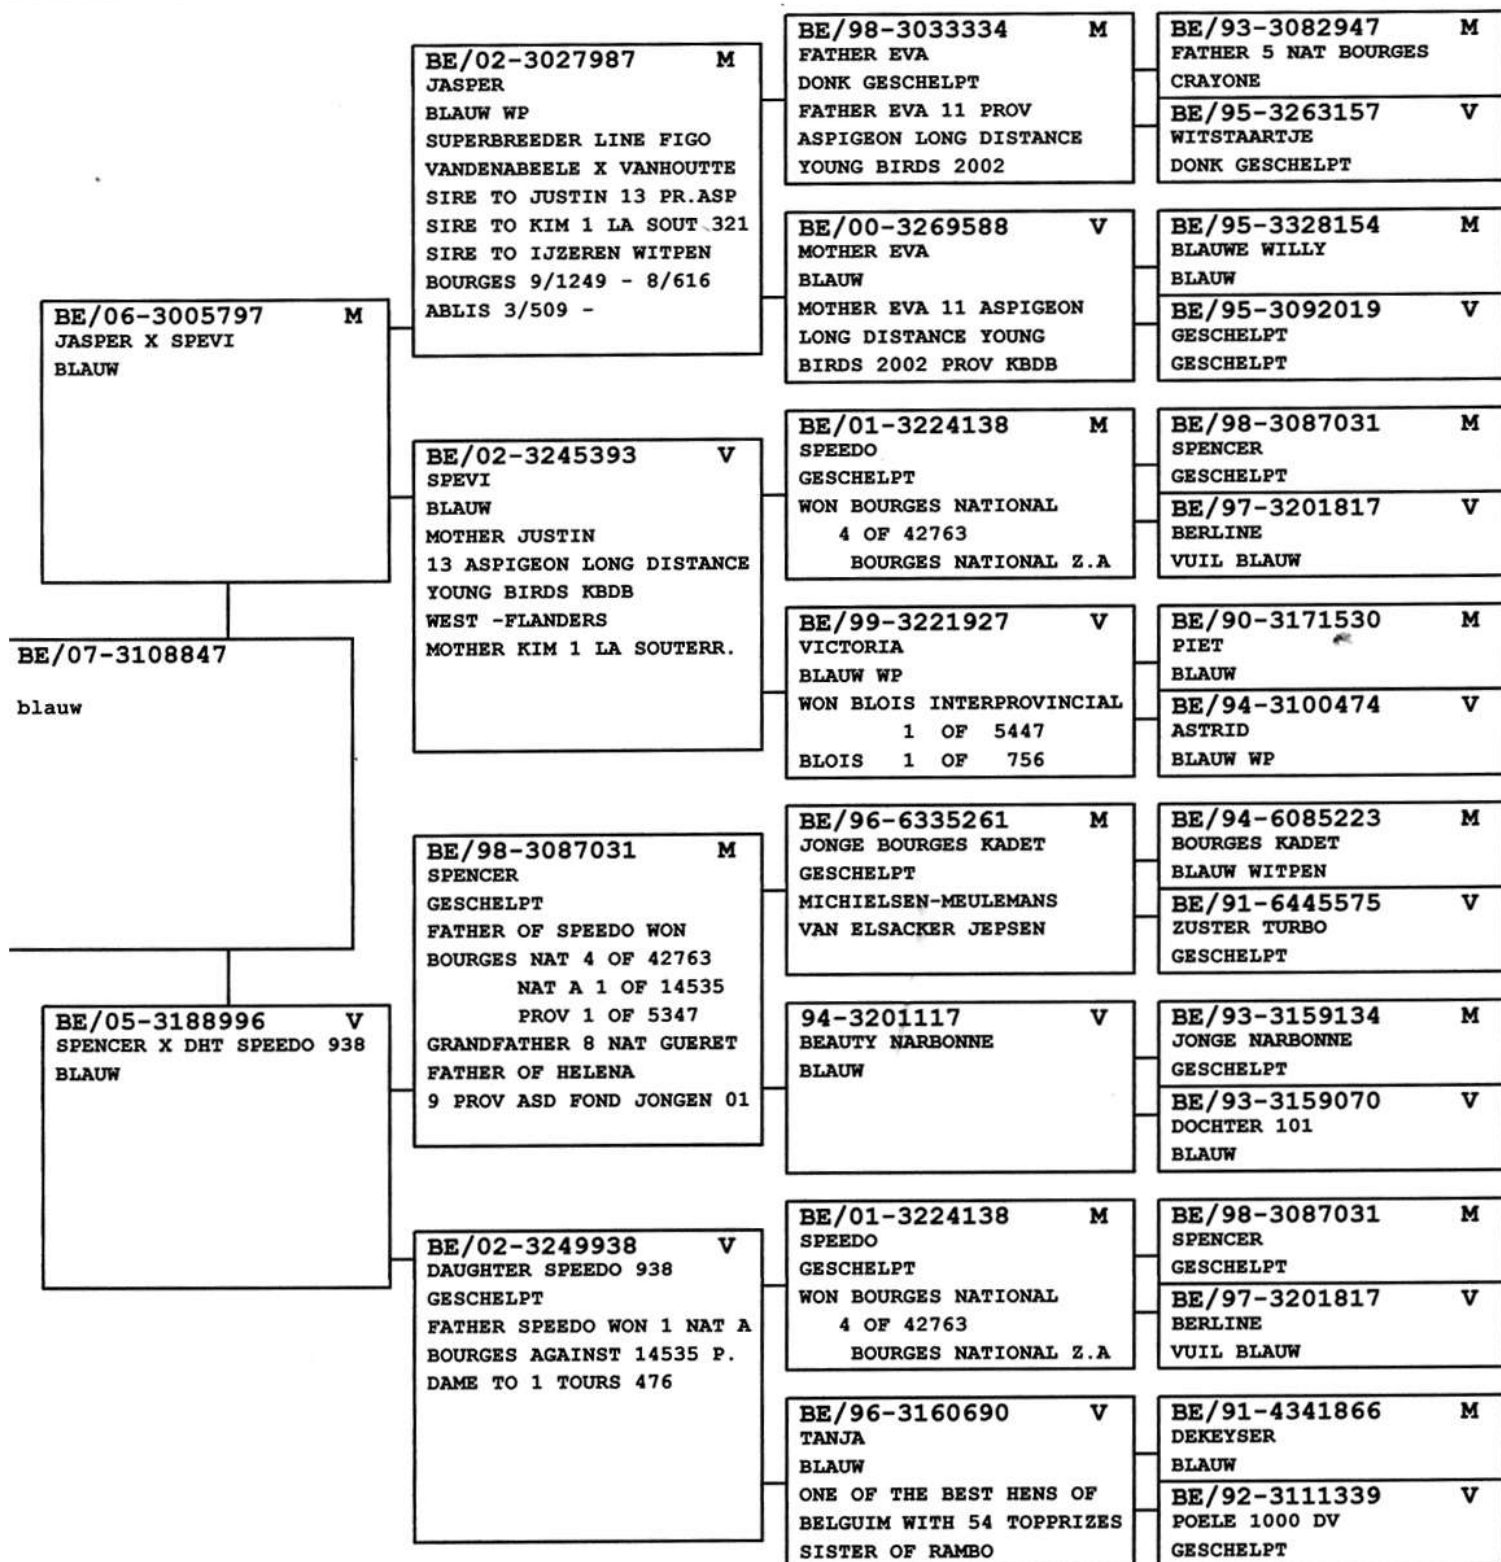 BE/06-3005797 M
JASPER X SPEVI
BLAUW
BE/07-3108847
blauw
BE/05-3188996 V
SPENCER X DHT SPEEDO 938
BLAUW
BE/02-3027987 M
JASPER
BLAUW WP
SUPERBREEDER LINE FIGO
VANDENABEELE X VANHOUTTE
SIRE TO JUSTIN 13 PR.ASP
SIRE TO KIM 1 LA SOUT 321
SIRE TO IJZEREN WITPEN
BOURGES 9/1249 - 8/616
ABLIS 3/509 -
BE/02-3245393 V
SPEVI
BLAUW
MOTHER JUSTIN
13 ASPIGEON LONG DISTANCE
YOUNG BIRDS KBDB
WEST -FLANDERS
MOTHER KIM 1 LA SOUTERR.
BE/98-3087031 M
SPENCER
GESCHELPT
FATHER OF SPEEDO WON
BOURGES NAT 4 OF 42763
NAT A 1 OF 14535
PROV 1 OF 5347
GRANDFATHER 8 NAT GUERET
FATHER OF HELENA
9 PROV ASD FOND JONGEN 01
BE/02-3249938 V
DAUGHTER SPEEDO 938
GESCHELPT
FATHER SPEEDO WON 1 NAT A
BOURGES AGAINST 14535 P.
DAME TO 1 TOURS 476
BE/98-3033334 M
FATHER EVA
DONK GESCHELPT
FATHER EVA 11 PROV
ASPIGEON LONG DISTANCE
YOUNG BIRDS 2002
BE/00-3269588 V
MOTHER EVA
BLAUW
MOTHER EVA 11 ASPIGEON
LONG DISTANCE YOUNG
BIRDS 2002 PROV KBDB
BE/01-3224138 M
SPEEDO
GESCHELPT
WON BOURGES NATIONAL
4 OF 42763
BOURGES NATIONAL Z.A
BE/99-3221927 V
VICTORIA
BLAUW WP
WON BLOIS INTERPROVINCIAL
1 OF 5447
BLOIS 1 OF 756
BE/96-6335261 M
JONGE BOURGES KADET
GESCHELPT
MICHIELSEN-MEULEMANS
VAN ELSACKER JEPSEN
94-3201117 V
BEAUTY NARBONNE
BLAUW
BE/01-3224138 M
SPEEDO
GESCHELPT
WON BOURGES NATIONAL
4 OF 42763
BOURGES NATIONAL Z.A
BE/96-3160690 V
TANJA
BLAUW
ONE OF THE BEST HENS OF
BELGUIM WITH 54 TOPPRIZES
SISTER OF RAMBO
BE/93-3082947 M
FATHER 5 NAT BOURGES
CRAYONE
BE/95-3263157 V
WITSTAARTJE
DONK GESCHELPT
BE/95-3328154 M
BLAUWE WILLY
BLAUW
BE/95-3092019 V
GESCHELPT
GESCHELPT
BE/98-3087031 M
SPENCER
GESCHELPT
BE/97-3201817 V
BERLINE
VUIL BLAUW
BE/90-3171530 M
PIET
BLAUW
BE/94-3100474 V
ASTRID
BLAUW WP
BE/94-6085223 M
BOURGES KADET
BLAUW WITPEN
BE/91-6445575 V
ZUSTER TURBO
GESCHELPT
BE/93-3159134 M
JONGE NARBONNE
GESCHELPT
BE/93-3159070 V
DOCHTER 101
BLAUW
BE/98-3087031 M
SPENCER
GESCHELPT
BE/97-3201817 V
BERLINE
VUIL BLAUW
BE/91-4341866 M
DEKEYSER
BLAUW
BE/92-3111339 V
POELE 1000 DV
GESCHELPT